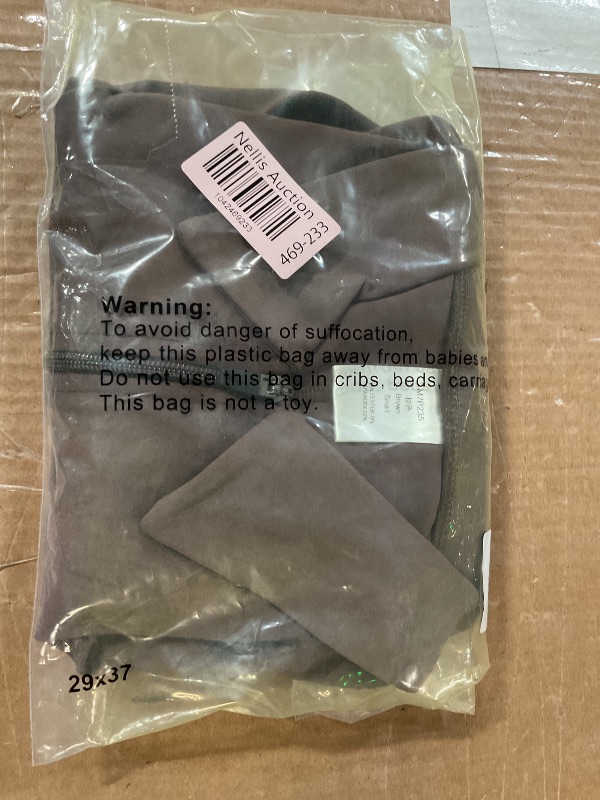 Nellis Auction
1042469233
469-233
Warning:
To avoid danger of suffocation,
keep this plastic bag away from babies
Do not use this bag in cribs, beds,
This bag is not a toy.
Brown
Small
29x37